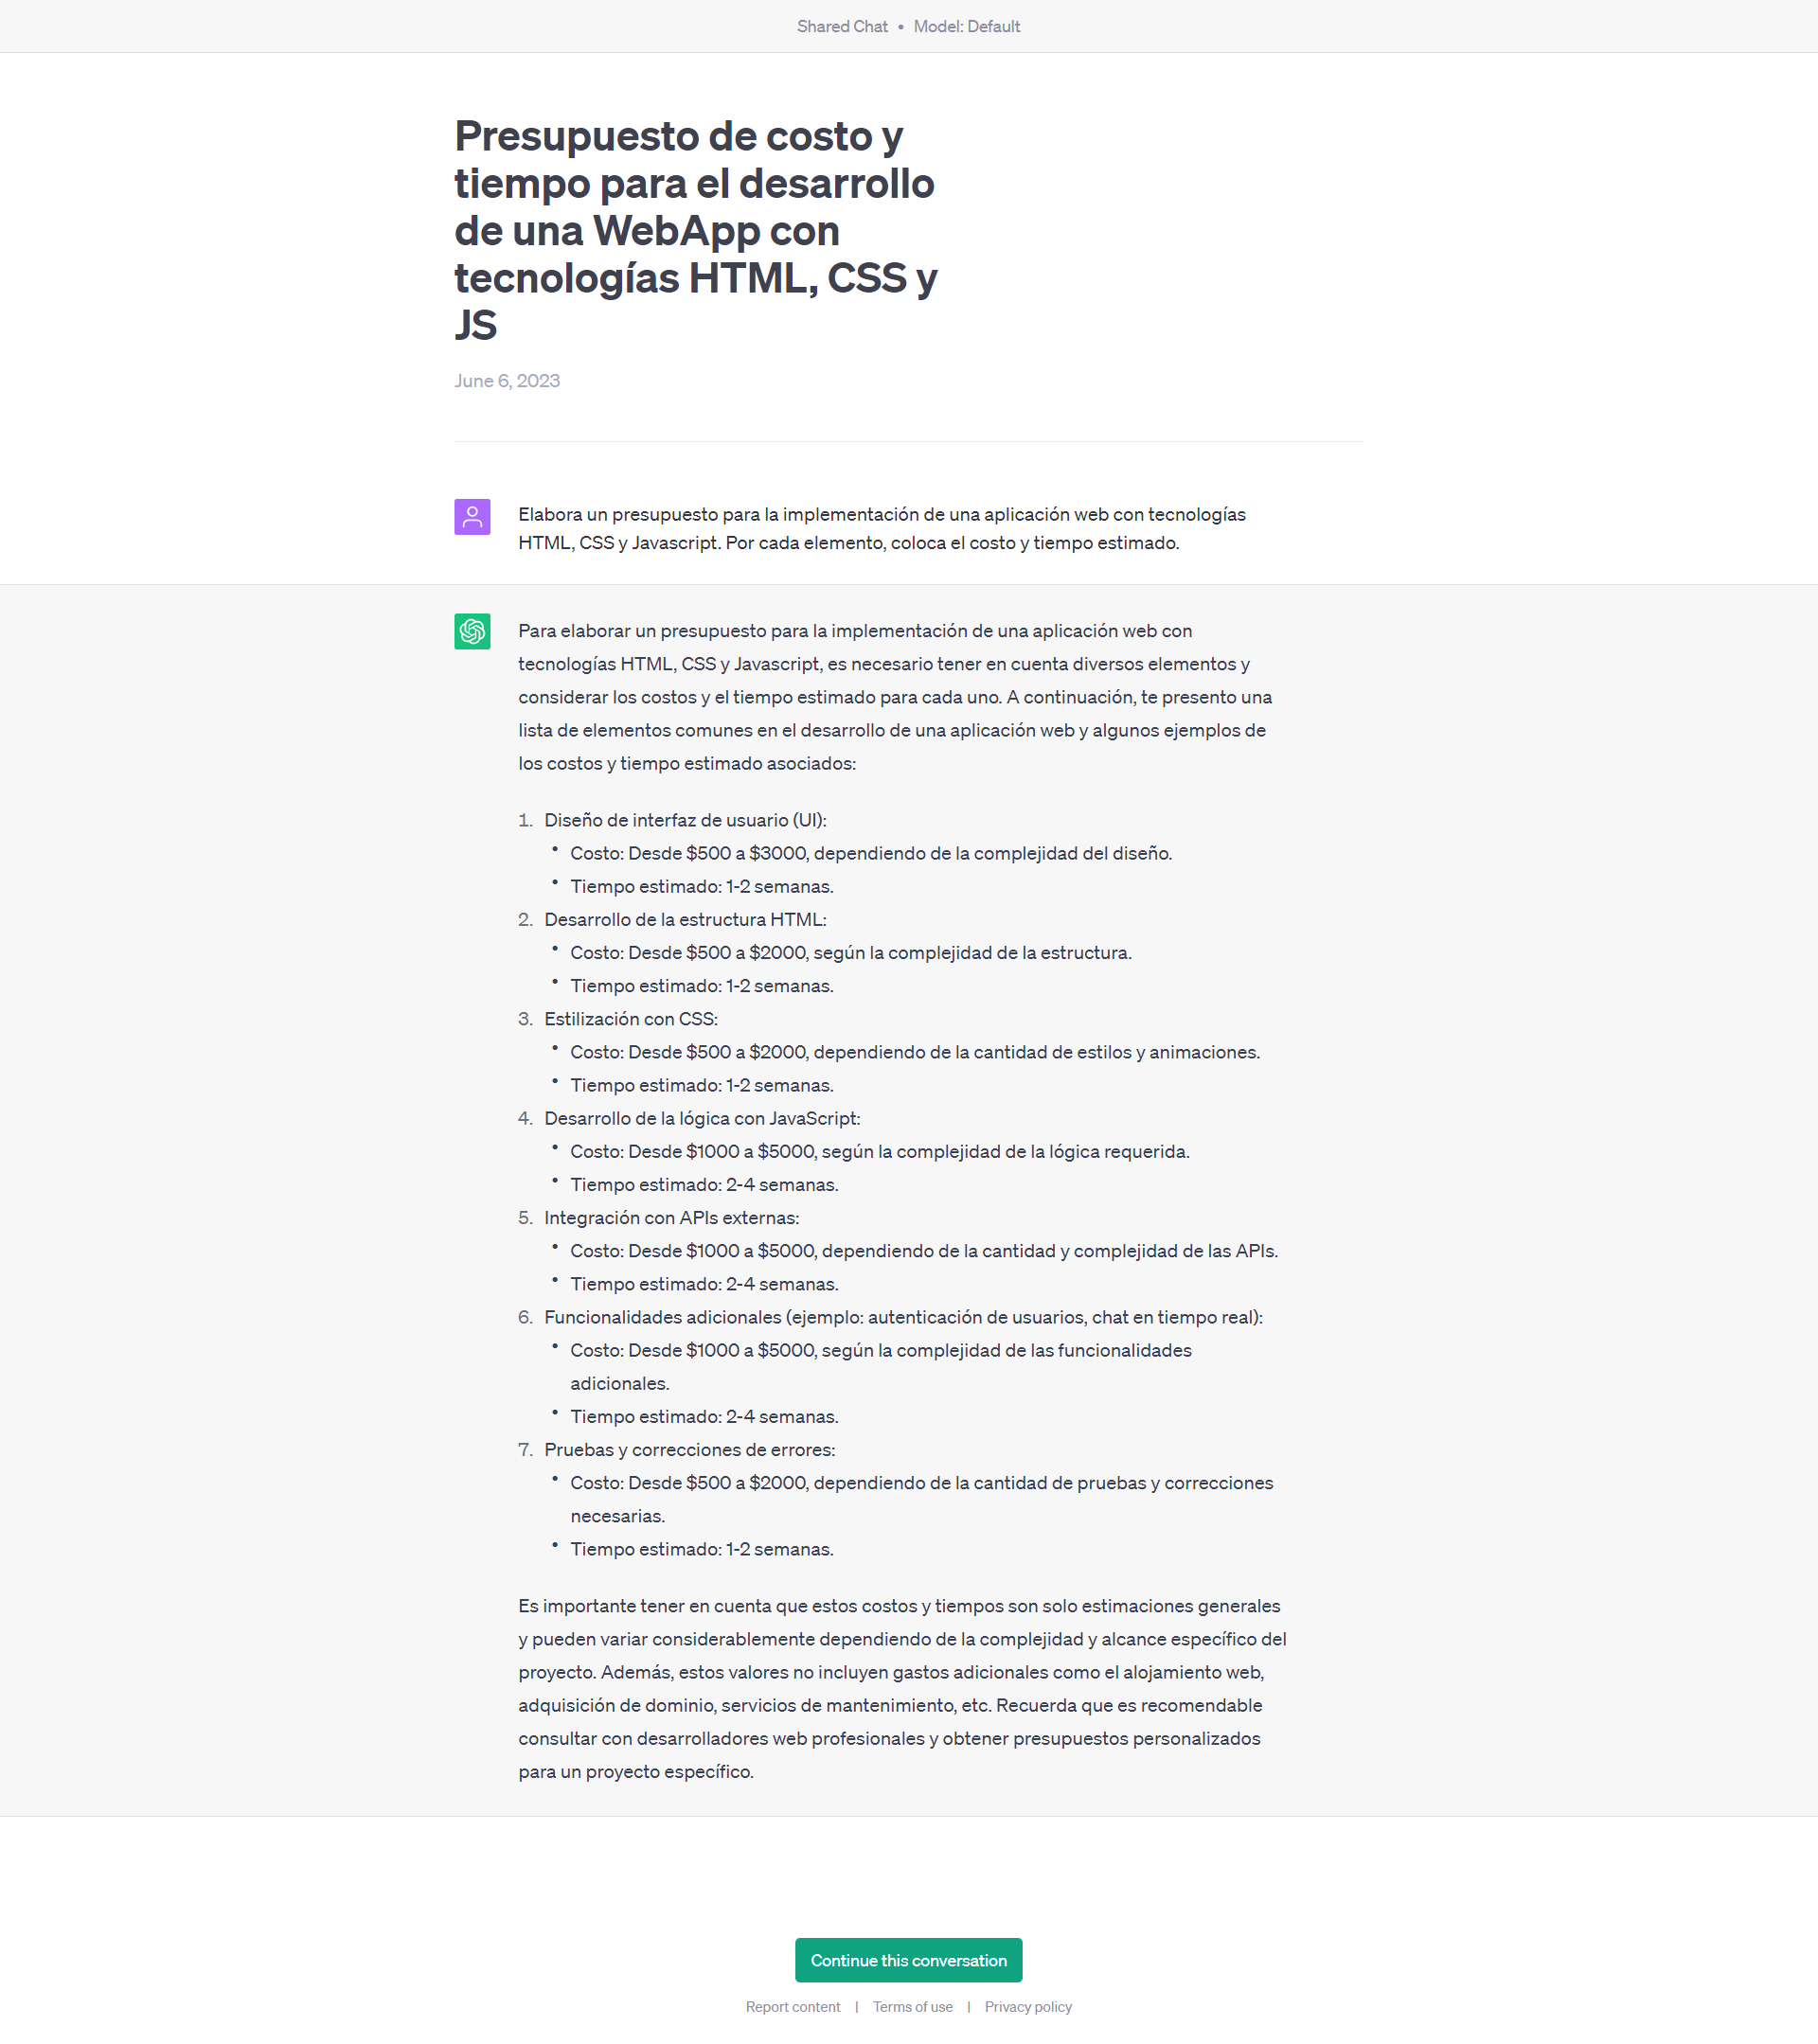 Shared Chat • Model: Default
Presupuesto de costo y
tiempo para el desarrollo
de una WebApp con
tecnologías HTML, CSS y
JS
June 6, 2023
Elabora un presupuesto para la implementación de una aplicación web con tecnologías
HTML, CSS y Javascript. Por cada elemento, coloca el costo y tiempo estimado.
Para elaborar un presupuesto para la implementación de una aplicación web con
tecnologías HTML, CSS y Javascript, es necesario tener en cuenta diversos elementos y
considerar los costos y el tiempo estimado para cada uno. A continuación, te presento una
lista de elementos comunes en el desarrollo de una aplicación web y algunos ejemplos de
los costos y tiempo estimado asociados:
1. Diseño de interfaz de usuario (UI):
• Costo: Desde $500 a $3000, dependiendo de la complejidad del diseño.
• Tiempo estimado: 1-2 semanas.
2. Desarrollo de la estructura HTML:
• Costo: Desde $500 a $2000, según la complejidad de la estructura.
• Tiempo estimado: 1-2 semanas.
3. Estilización con CSS:
• Costo: Desde $500 a $2000, dependiendo de la cantidad de estilos y animaciones.
• Tiempo estimado: 1-2 semanas.
4. Desarrollo de la lógica con JavaScript:
• Costo: Desde $1000 a $5000, según la complejidad de la lógica requerida.
• Tiempo estimado: 2-4 semanas.
5. Integración con APIs externas:
• Costo: Desde $1000 a $5000, dependiendo de la cantidad y complejidad de las APIs.
• Tiempo estimado: 2-4 semanas.
6. Funcionalidades adicionales (ejemplo: autenticación de usuarios, chat en tiempo real):
• Costo: Desde $1000 a $5000, según la complejidad de las funcionalidades
adicionales.
• Tiempo estimado: 2-4 semanas.
7. Pruebas y correcciones de errores:
• Costo: Desde $500 a $2000, dependiendo de la cantidad de pruebas y correcciones
necesarias.
• Tiempo estimado: 1-2 semanas.
Es importante tener en cuenta que estos costos y tiempos son solo estimaciones generales
y pueden variar considerablemente dependiendo de la complejidad y alcance específico del
proyecto. Además, estos valores no incluyen gastos adicionales como el alojamiento web,
adquisición de dominio, servicios de mantenimiento, etc. Recuerda que es recomendable
consultar con desarrolladores web profesionales y obtener presupuestos personalizados
para un proyecto específico.
Continue this conversation
Report content | Terms of use | Privacy policy